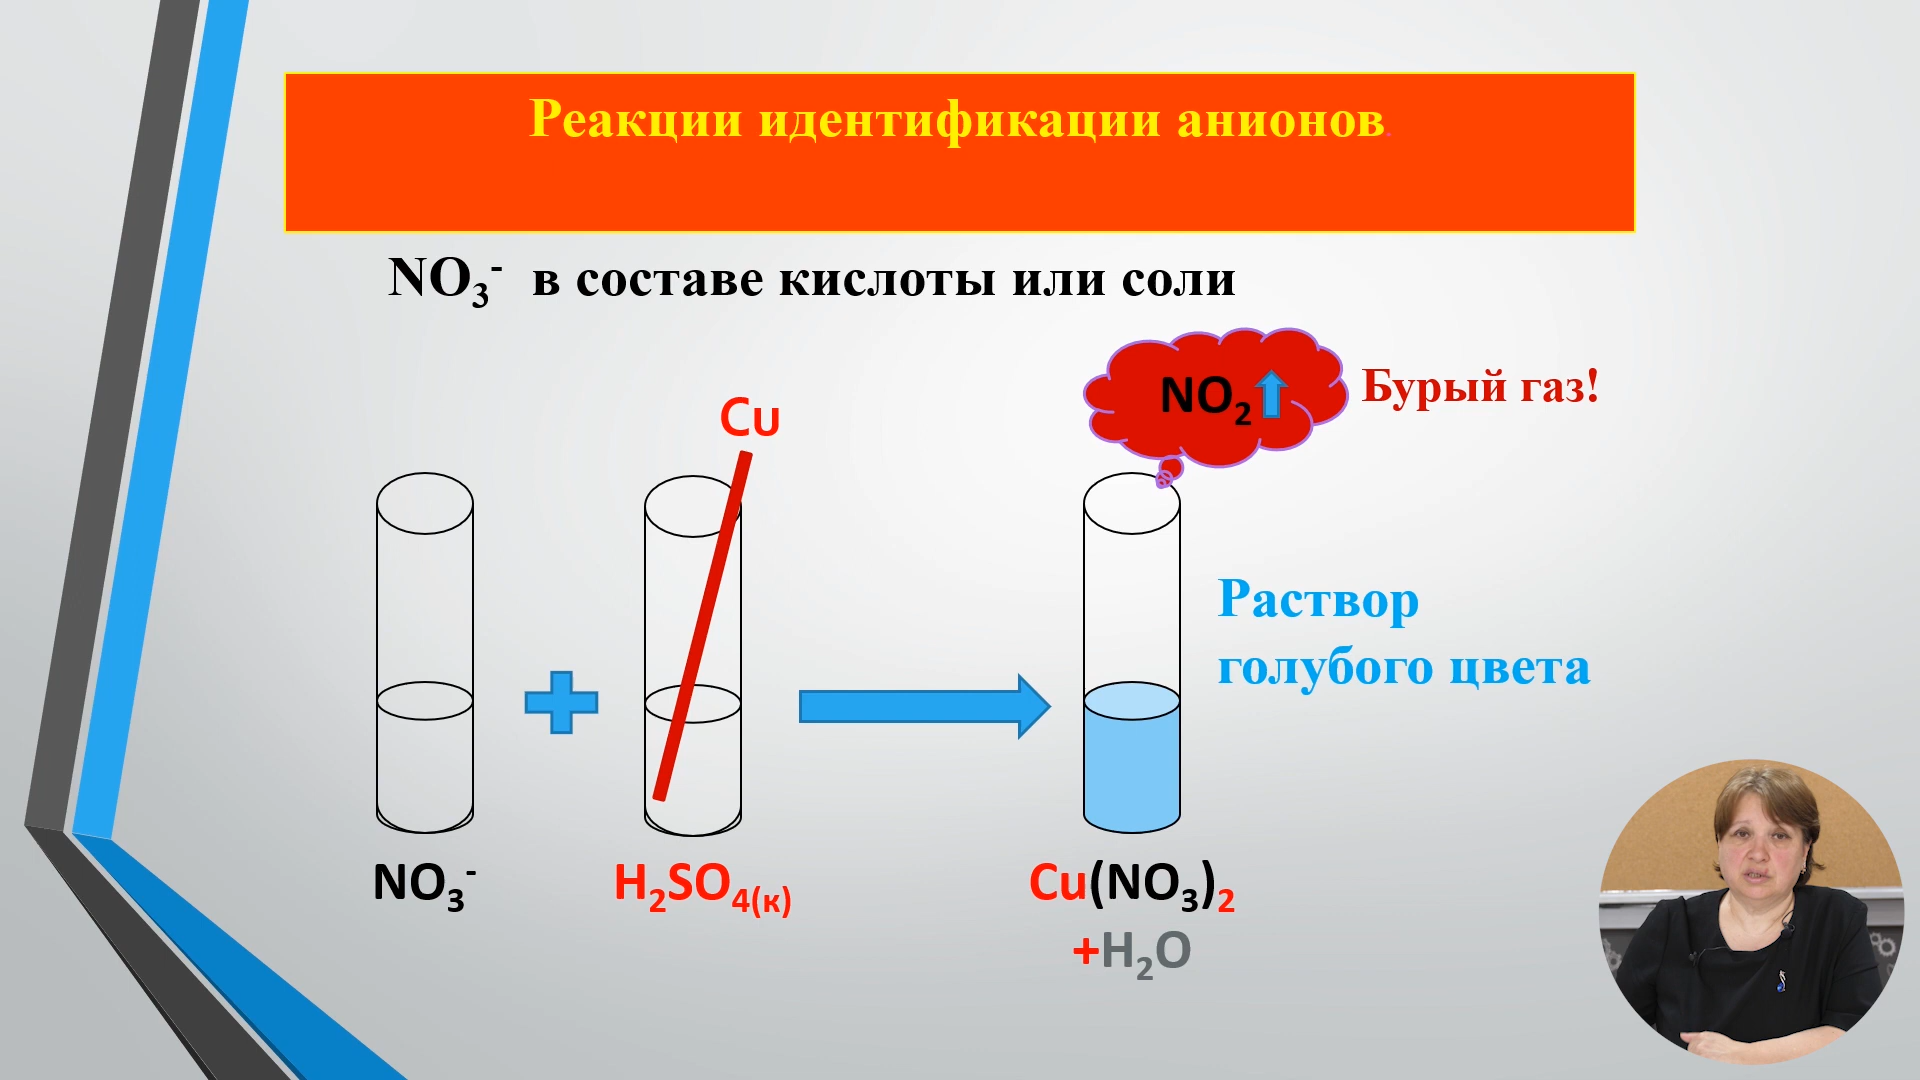 Реакции идентификации анионов.
NO₃⁻ в составе кислоты или соли
NO₂
Бурый газ!
Cu
Раствор
голубого цвета
NO₃⁻
H₂SO₄(к)
Cu(NO₃)₂
+H₂O